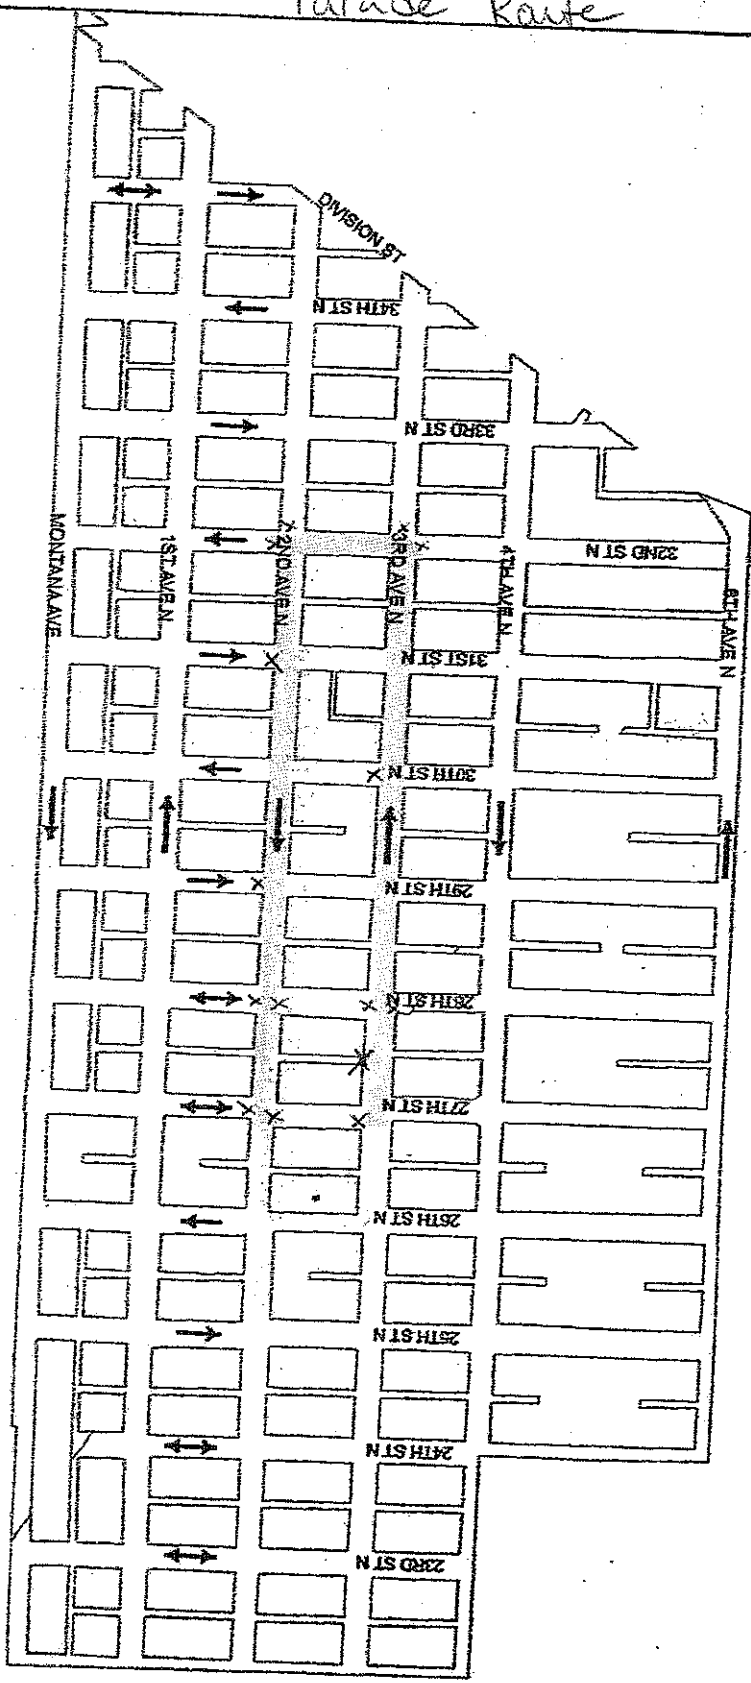 Parade Route
DIVISION ST
34TH ST N
33RD ST N
32ND ST N
MONTANA AVE
1ST AVE N
2ND AVE N
3RD AVE N
4TH AVE N
6TH AVE N
31ST ST N
30TH ST N
29TH ST N
28TH ST N
27TH ST N
26TH ST N
25TH ST N
24TH ST N
23RD ST N